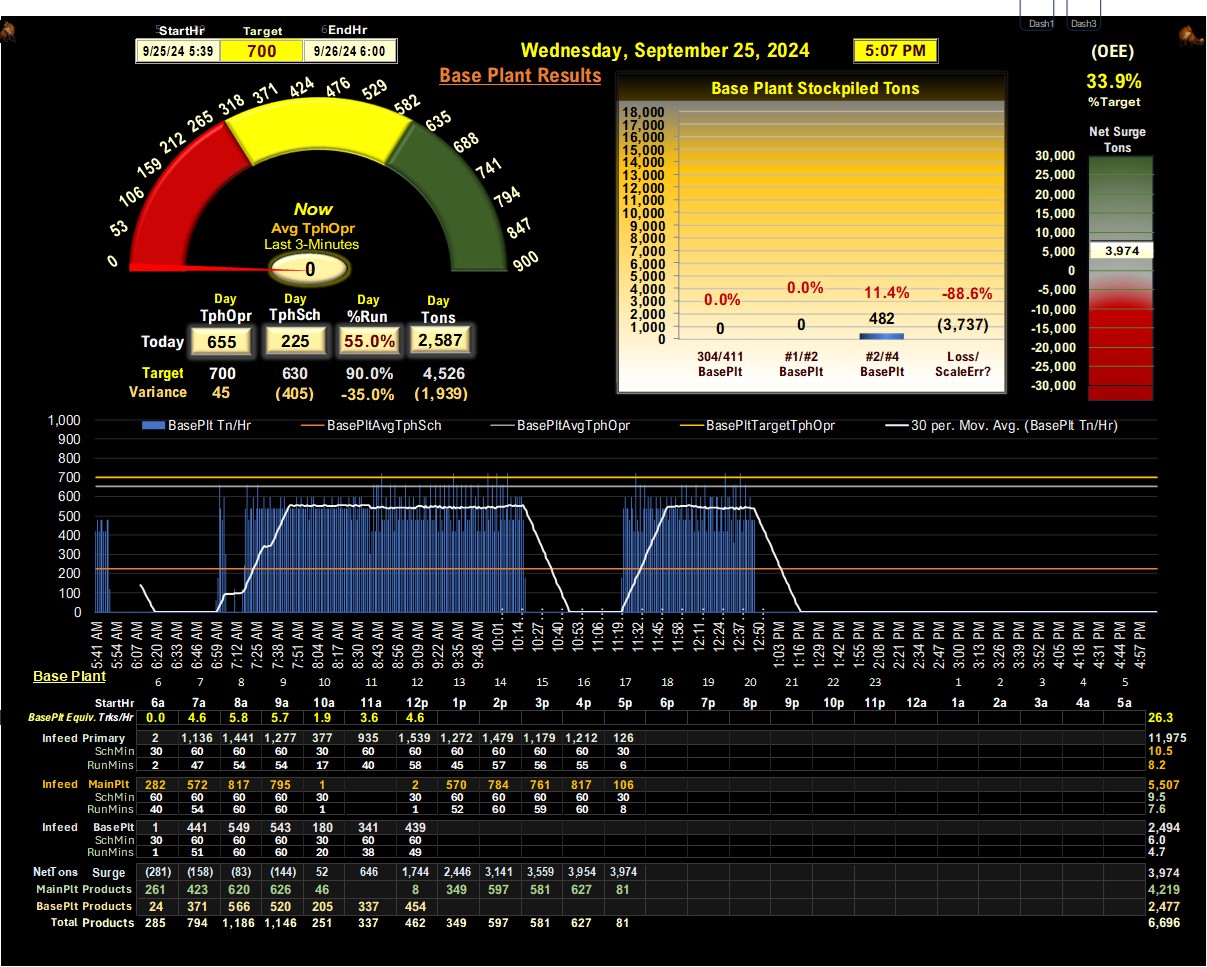 Dash1 Dash3
StartHr Target EndHr
9/25/24 5:39 700 9/26/24 6:00
Wednesday, September 25, 2024 5:07 PM
(OEE)
33.9%
%Target
Base Plant Results
0 53 106 159 212 265 318 371 424 476 529 582 635 688 741 794 847 900
Now
Avg TphOpr
Last 3-Minutes
0
Day TphOpr Day TphSch Day %Run Day Tons
Today 655 225 55.0% 2,587
Target 700 630 90.0% 4,526
Variance 45 (405) -35.0% (1,939)
Base Plant Stockpiled Tons
18,000
17,000
16,000
15,000
14,000
13,000
12,000
11,000
10,000
9,000
8,000
7,000
6,000
5,000
4,000
3,000
2,000
1,000
0
0.0% 0.0% 11.4% -88.6%
0 0 482 (3,737)
304/411 BasePlt #1/#2 BasePlt #2/#4 BasePlt Loss/ ScaleErr?
Net Surge
Tons
30,000
25,000
20,000
15,000
10,000
5,000
0
-5,000
-10,000
-15,000
-20,000
-25,000
-30,000
3,974
BasePlt Tn/Hr BasePltAvgTphSch BasePltAvgTphOpr BasePltTargetTphOpr 30 per. Mov. Avg. (BasePlt Tn/Hr)
1,000
900
800
700
600
500
400
300
200
100
0
5:41 AM 5:54 AM 6:07 AM 6:20 AM 6:33 AM 6:46 AM 6:59 AM 7:12 AM 7:25 AM 7:38 AM 7:51 AM 8:04 AM 8:17 AM 8:30 AM 8:43 AM 8:56 AM 9:09 AM 9:22 AM 9:35 AM 9:48 AM 10:01... 10:14... 10:27... 10:40... 10:53... 11:06... 11:19... 11:32... 11:45... 11:58... 12:11... 12:24... 12:37... 12:50... 1:03 PM 1:16 PM 1:29 PM 1:42 PM 1:55 PM 2:08 PM 2:21 PM 2:34 PM 2:47 PM 3:00 PM 3:13 PM 3:26 PM 3:39 PM 3:52 PM 4:05 PM 4:18 PM 4:31 PM 4:44 PM 4:57 PM
Base Plant 6 7 8 9 10 11 12 13 14 15 16 17 18 19 20 21 22 23 1 2 3 4 5
StartHr 6a 7a 8a 9a 10a 11a 12p 1p 2p 3p 4p 5p 6p 7p 8p 9p 10p 11p 12a 1a 2a 3a 4a 5a
BasePlt Equiv. Trks/Hr 0.0 4.6 5.8 5.7 1.9 3.6 4.6 26.3
Infeed Primary 2 1,136 1,441 1,277 377 935 1,539 1,272 1,479 1,179 1,212 126 11,975
SchMin 30 60 60 60 30 60 60 60 60 60 60 30 10.5
RunMins 2 47 54 54 17 40 58 45 57 56 55 6 8.2
Infeed MainPlt 282 572 817 795 1 2 570 784 761 817 106 5,507
SchMin 60 60 60 60 30 30 60 60 60 60 30 9.5
RunMins 40 54 60 60 1 1 52 60 59 60 8 7.6
Infeed BasePlt 1 441 549 543 180 341 439 2,494
SchMin 30 60 60 60 30 60 60 6.0
RunMins 1 51 60 60 20 38 49 4.7
NetTons Surge (281) (158) (83) (144) 52 646 1,744 2,446 3,141 3,559 3,954 3,974 3,974
MainPlt Products 261 423 620 626 46 8 349 597 581 627 81 4,219
BasePlt Products 24 371 566 520 205 337 454 2,477
Total Products 285 794 1,186 1,146 251 337 462 349 597 581 627 81 6,696